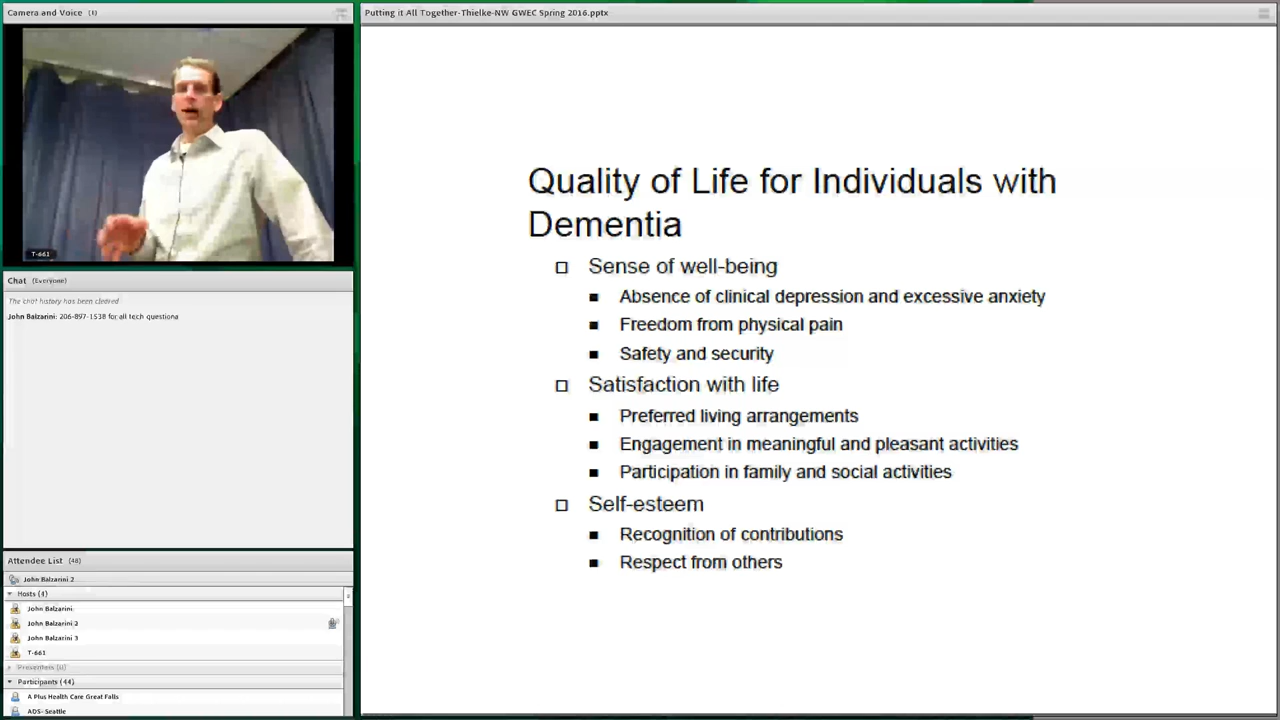 Camera and Voice (1)
T-661
Chat (Everyone)
The chat history has been cleared
John Balzarini: 206-897-1538 for all tech questiona
Attendee List (48)
John Balzarini 2
Hosts (4)
John Balzarini
John Balzarini 2
John Balzarini 3
T-661
Presenters (0)
Participants (44)
A Plus Health Care Great Falls
ADS- Seattle
Putting it All Together-Thielke-NW GWEC Spring 2016.pptx
Quality of Life for Individuals with
Dementia
Sense of well-being
Absence of clinical depression and excessive anxiety
Freedom from physical pain
Safety and security
Satisfaction with life
Preferred living arrangements
Engagement in meaningful and pleasant activities
Participation in family and social activities
Self-esteem
Recognition of contributions
Respect from others